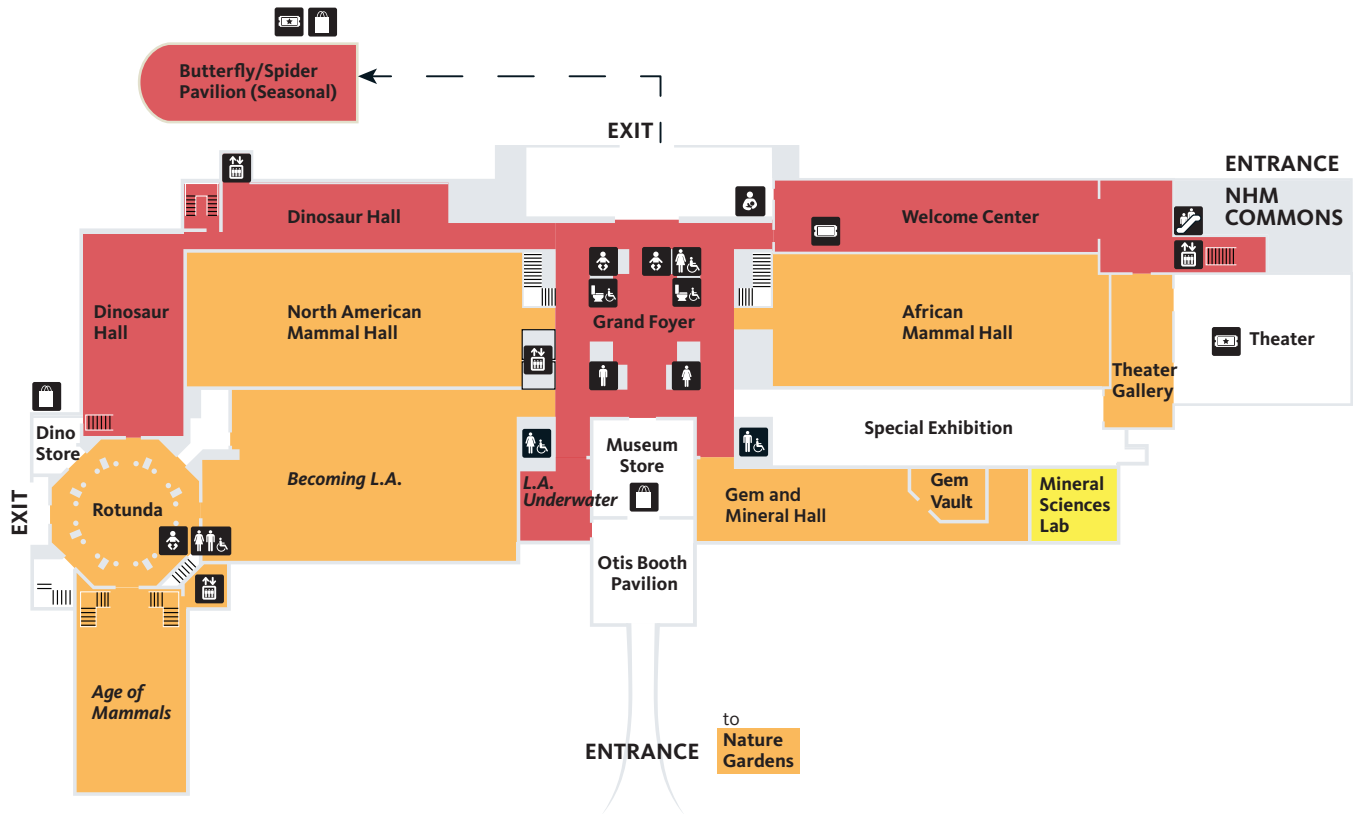 Butterfly/Spider
Pavilion (Seasonal)
EXIT
ENTRANCE
NHM
COMMONS
Dinosaur Hall
Welcome Center
Dinosaur
Hall
North American
Mammal Hall
Grand Foyer
African
Mammal Hall
Theater
Theater
Gallery
Dino
Store
Museum
Store
Special Exhibition
Becoming L.A.
L.A.
Underwater
Gem and
Mineral Hall
Gem
Vault
Mineral
Sciences
Lab
EXIT
Rotunda
Otis Booth
Pavilion
Age of
Mammals
ENTRANCE
to
Nature
Gardens